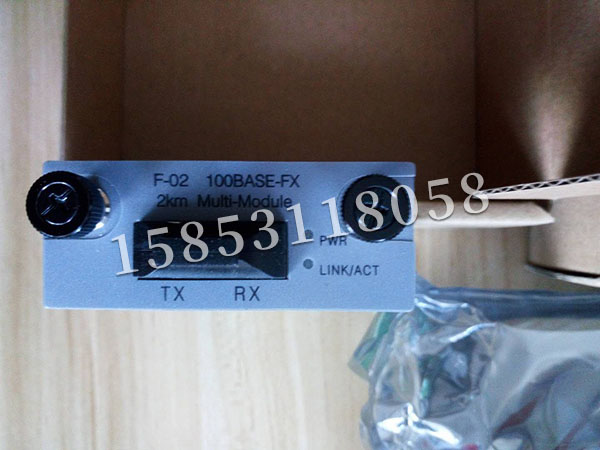 F-02 100BASE-FX
2km Multi-Module
15853118058
PWR
LINK/ACT
TX RX